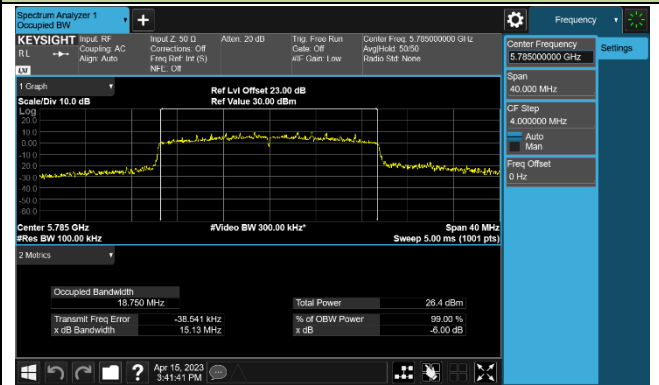 Spectrum Analyzer 1
Occupied BW
Frequency
KEYSIGHT
RL
Input: RF
Coupling: AC
Align: Auto
Input Z: 50 Ω
Corrections: Off
Freq Ref: Int (S)
NFE: Off
Atten: 20 dB
Trig: Free Run
Gate: Off
#IF Gain: Low
Center Freq: 5.785000000 GHz
Avg|Hold: 50/50
Radio Std: None
LXI
1 Graph
Scale/Div 10.0 dB
Ref Lvl Offset 23.00 dB
Ref Value 30.00 dBm
Log
20.0
10.0
0.00
-10.0
-20.0
-30.0
-40.0
-50.0
-60.0
Center 5.785 GHz
#Res BW 100.00 kHz
#Video BW 300.00 kHz*
Span 40 MHz
Sweep 5.00 ms (1001 pts)
2 Metrics
Occupied Bandwidth
18.750 MHz
Total Power 26.4 dBm
Transmit Freq Error -38.541 kHz
% of OBW Power 99.00 %
x dB Bandwidth 15.13 MHz
x dB -6.00 dB
Apr 15, 2023
3:41:41 PM
Center Frequency
5.785000000 GHz
Settings
Span
40.000 MHz
CF Step
4.000000 MHz
Auto
Man
Freq Offset
0 Hz